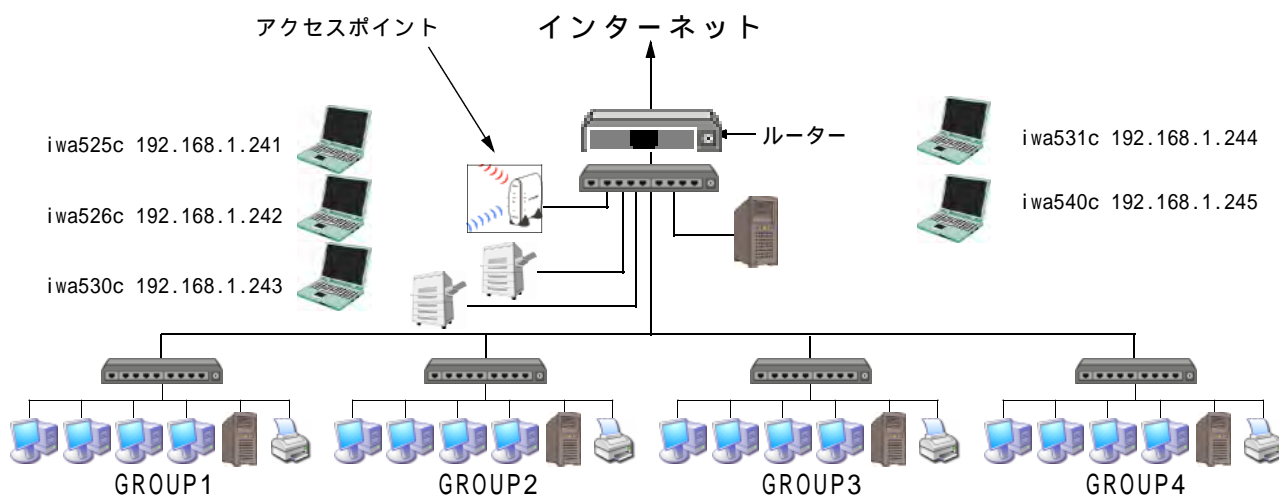 アクセスポイント
インターネット
ルーター
iwa525c 192.168.1.241
iwa526c 192.168.1.242
iwa530c 192.168.1.243
iwa531c 192.168.1.244
iwa540c 192.168.1.245
GROUP1
GROUP2
GROUP3
GROUP4